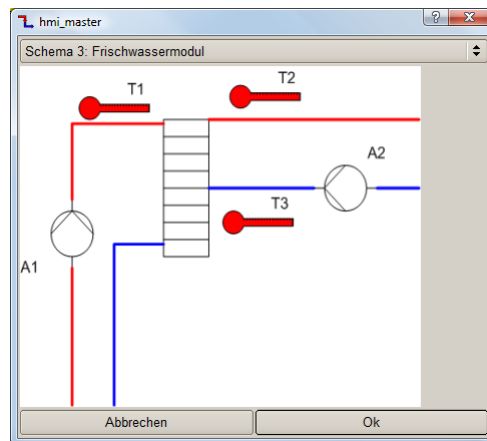 hmi_master
?
Schema 3: Frischwassermodul
T1
T2
A2
T3
A1
Abbrechen
Ok